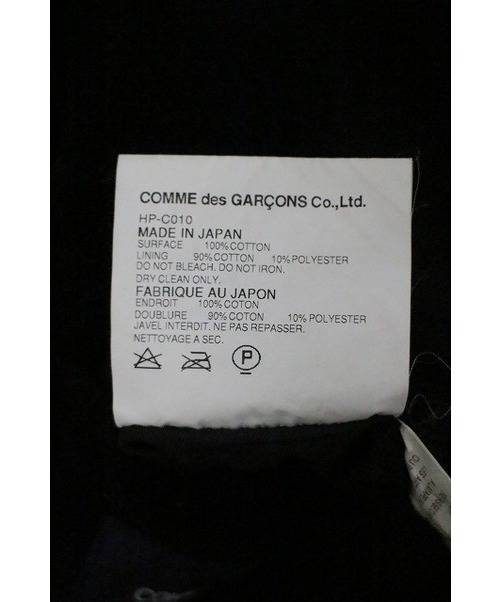 COMME des GARÇONS Co.,Ltd.
HP-C010
MADE IN JAPAN
SURFACE 100% COTTON
LINING 90% COTTON 10% POLYESTER
DO NOT BLEACH. DO NOT IRON.
DRY CLEAN ONLY.
FABRIQUE AU JAPON
ENDROIT 100% COTON
DOUBLURE 90% COTON 10% POLYESTER
JAVEL INTERDIT. NE PAS REPASSER.
NETTOYAGE A SEC.
P